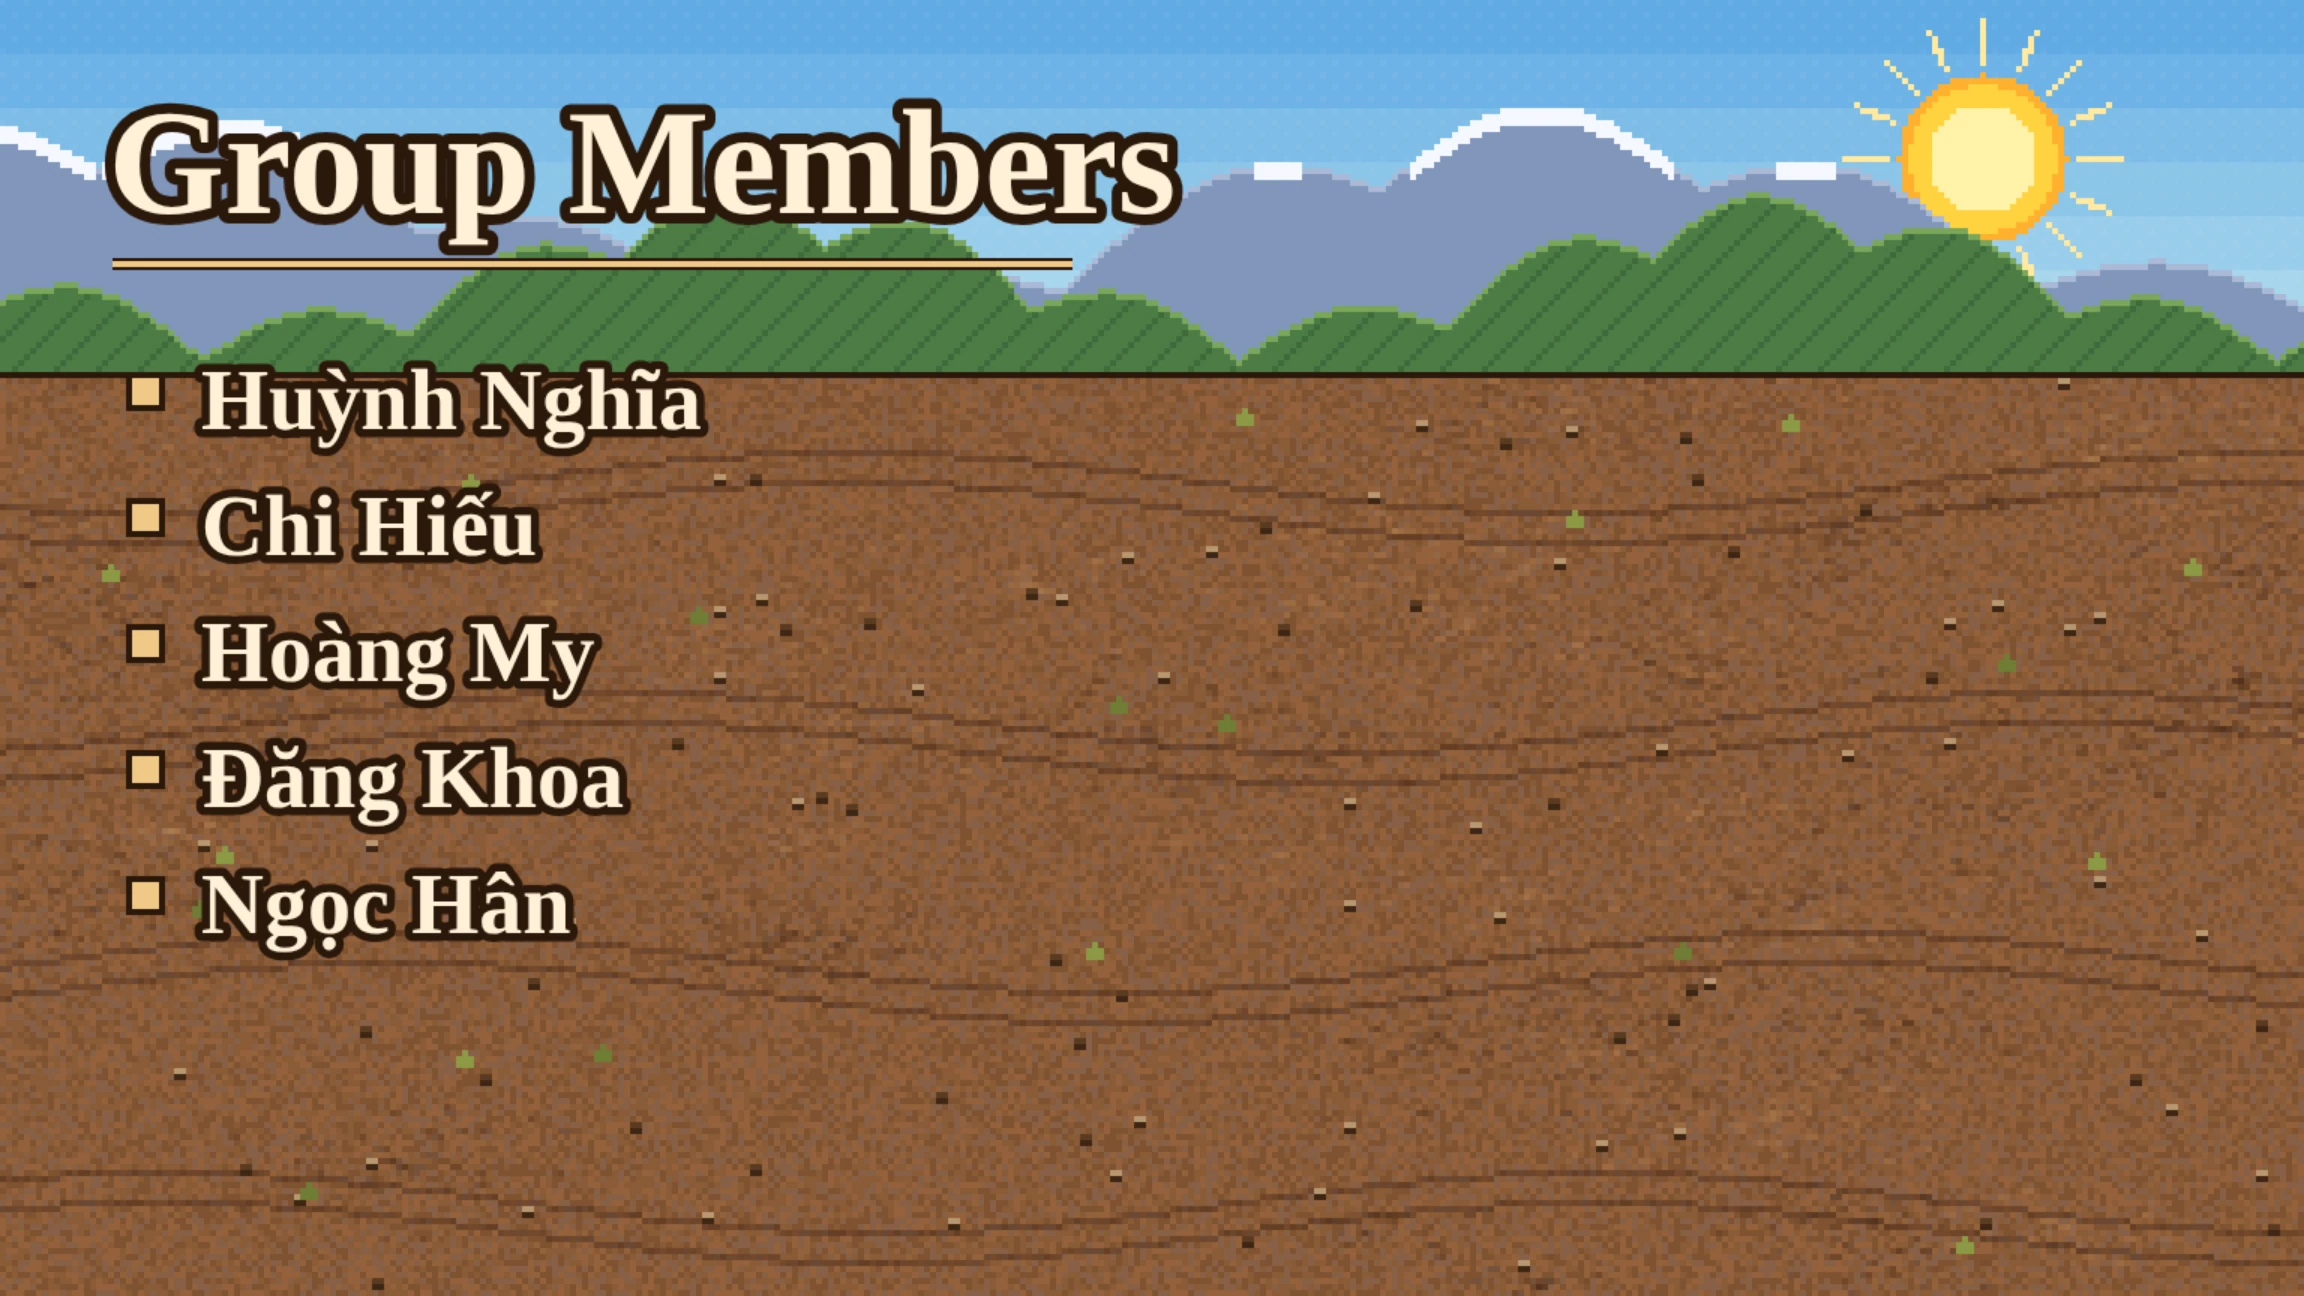 Group Members
Huỳnh Nghĩa
Chi Hiếu
Hoàng My
Đăng Khoa
Ngọc Hân